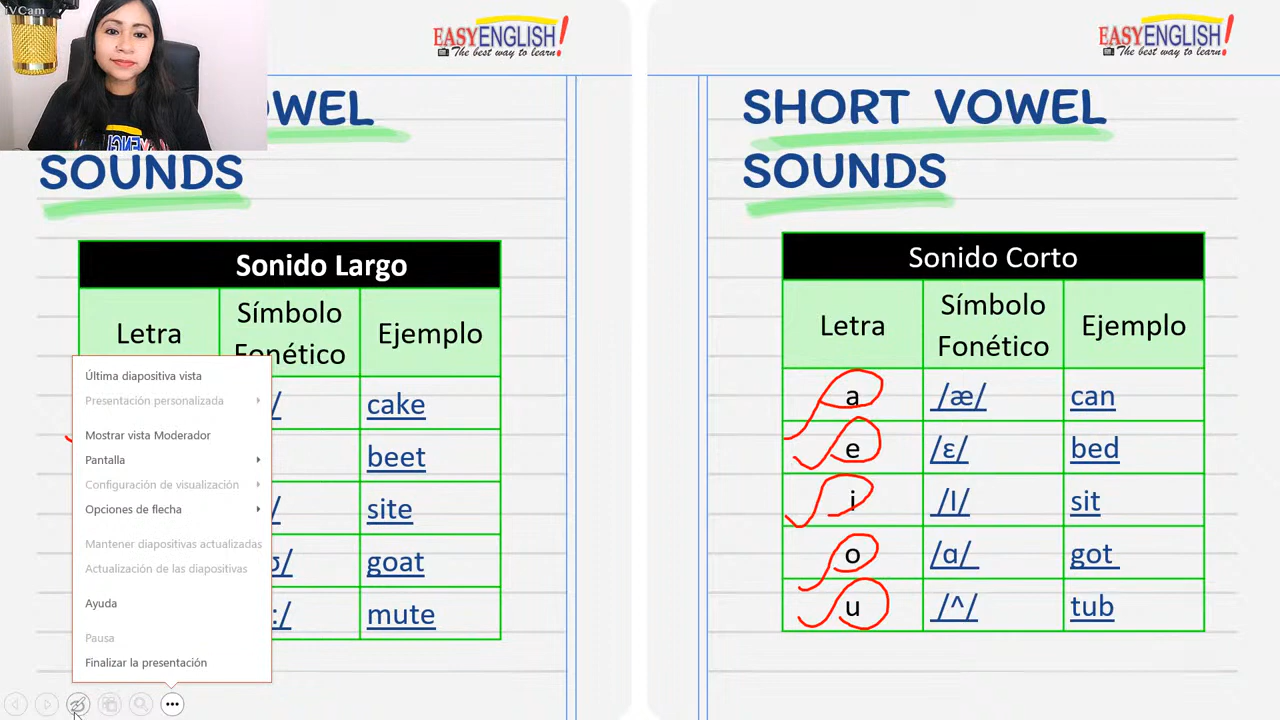 iVCam
EASYENGLISH!
The best way to learn!
OWEL
SOUNDS
Sonido Largo
Letra
Símbolo
Fonético
Ejemplo
/
cake
beet
/
site
ʊ/
goat
:/
mute
Última diapositiva vista
Presentación personalizada
Mostrar vista Moderador
Pantalla
Configuración de visualización
Opciones de flecha
Mantener diapositivas actualizadas
Actualización de las diapositivas
Ayuda
Pausa
Finalizar la presentación
EASYENGLISH!
The best way to learn!
SHORT VOWEL
SOUNDS
Sonido Corto
Letra
Símbolo
Fonético
Ejemplo
a /æ/ can
e /ɛ/ bed
i /I/ sit
o /ɑ/ got
u /^/ tub